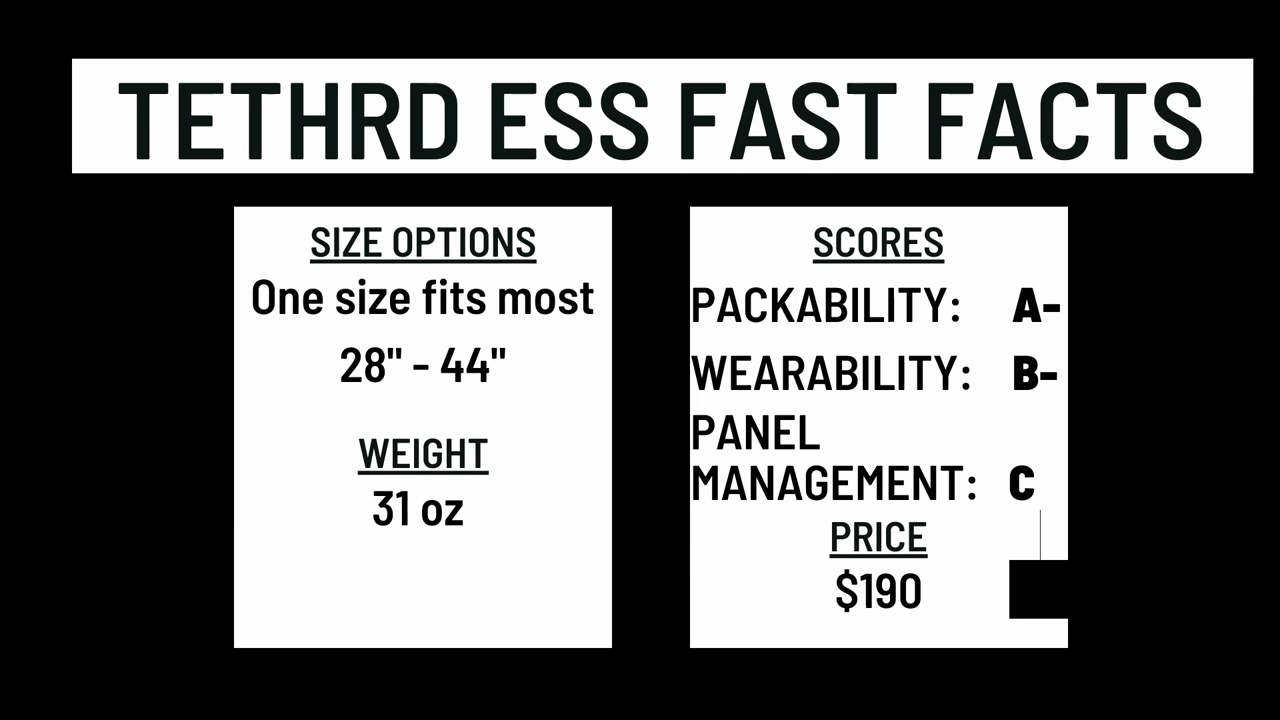 TETHRD ESS FAST FACTS
SIZE OPTIONS
One size fits most
28" - 44"
WEIGHT
31 oz
SCORES
PACKABILITY: A-
WEARABILITY: B-
PANEL
MANAGEMENT: C
PRICE
$190